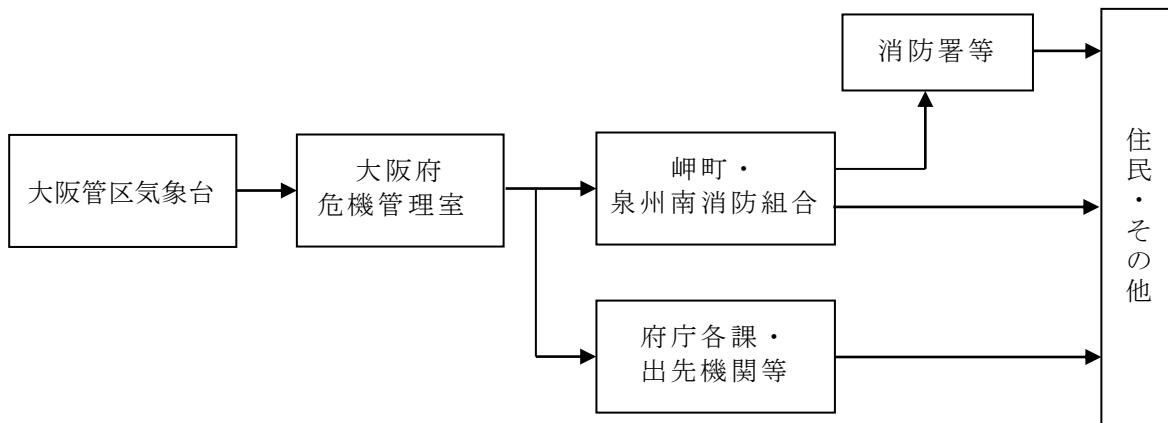 消防署等
大阪管区気象台
大阪府
危機管理室
岬町・
泉州南消防組合
府庁各課・
出先機関等
住民・その他